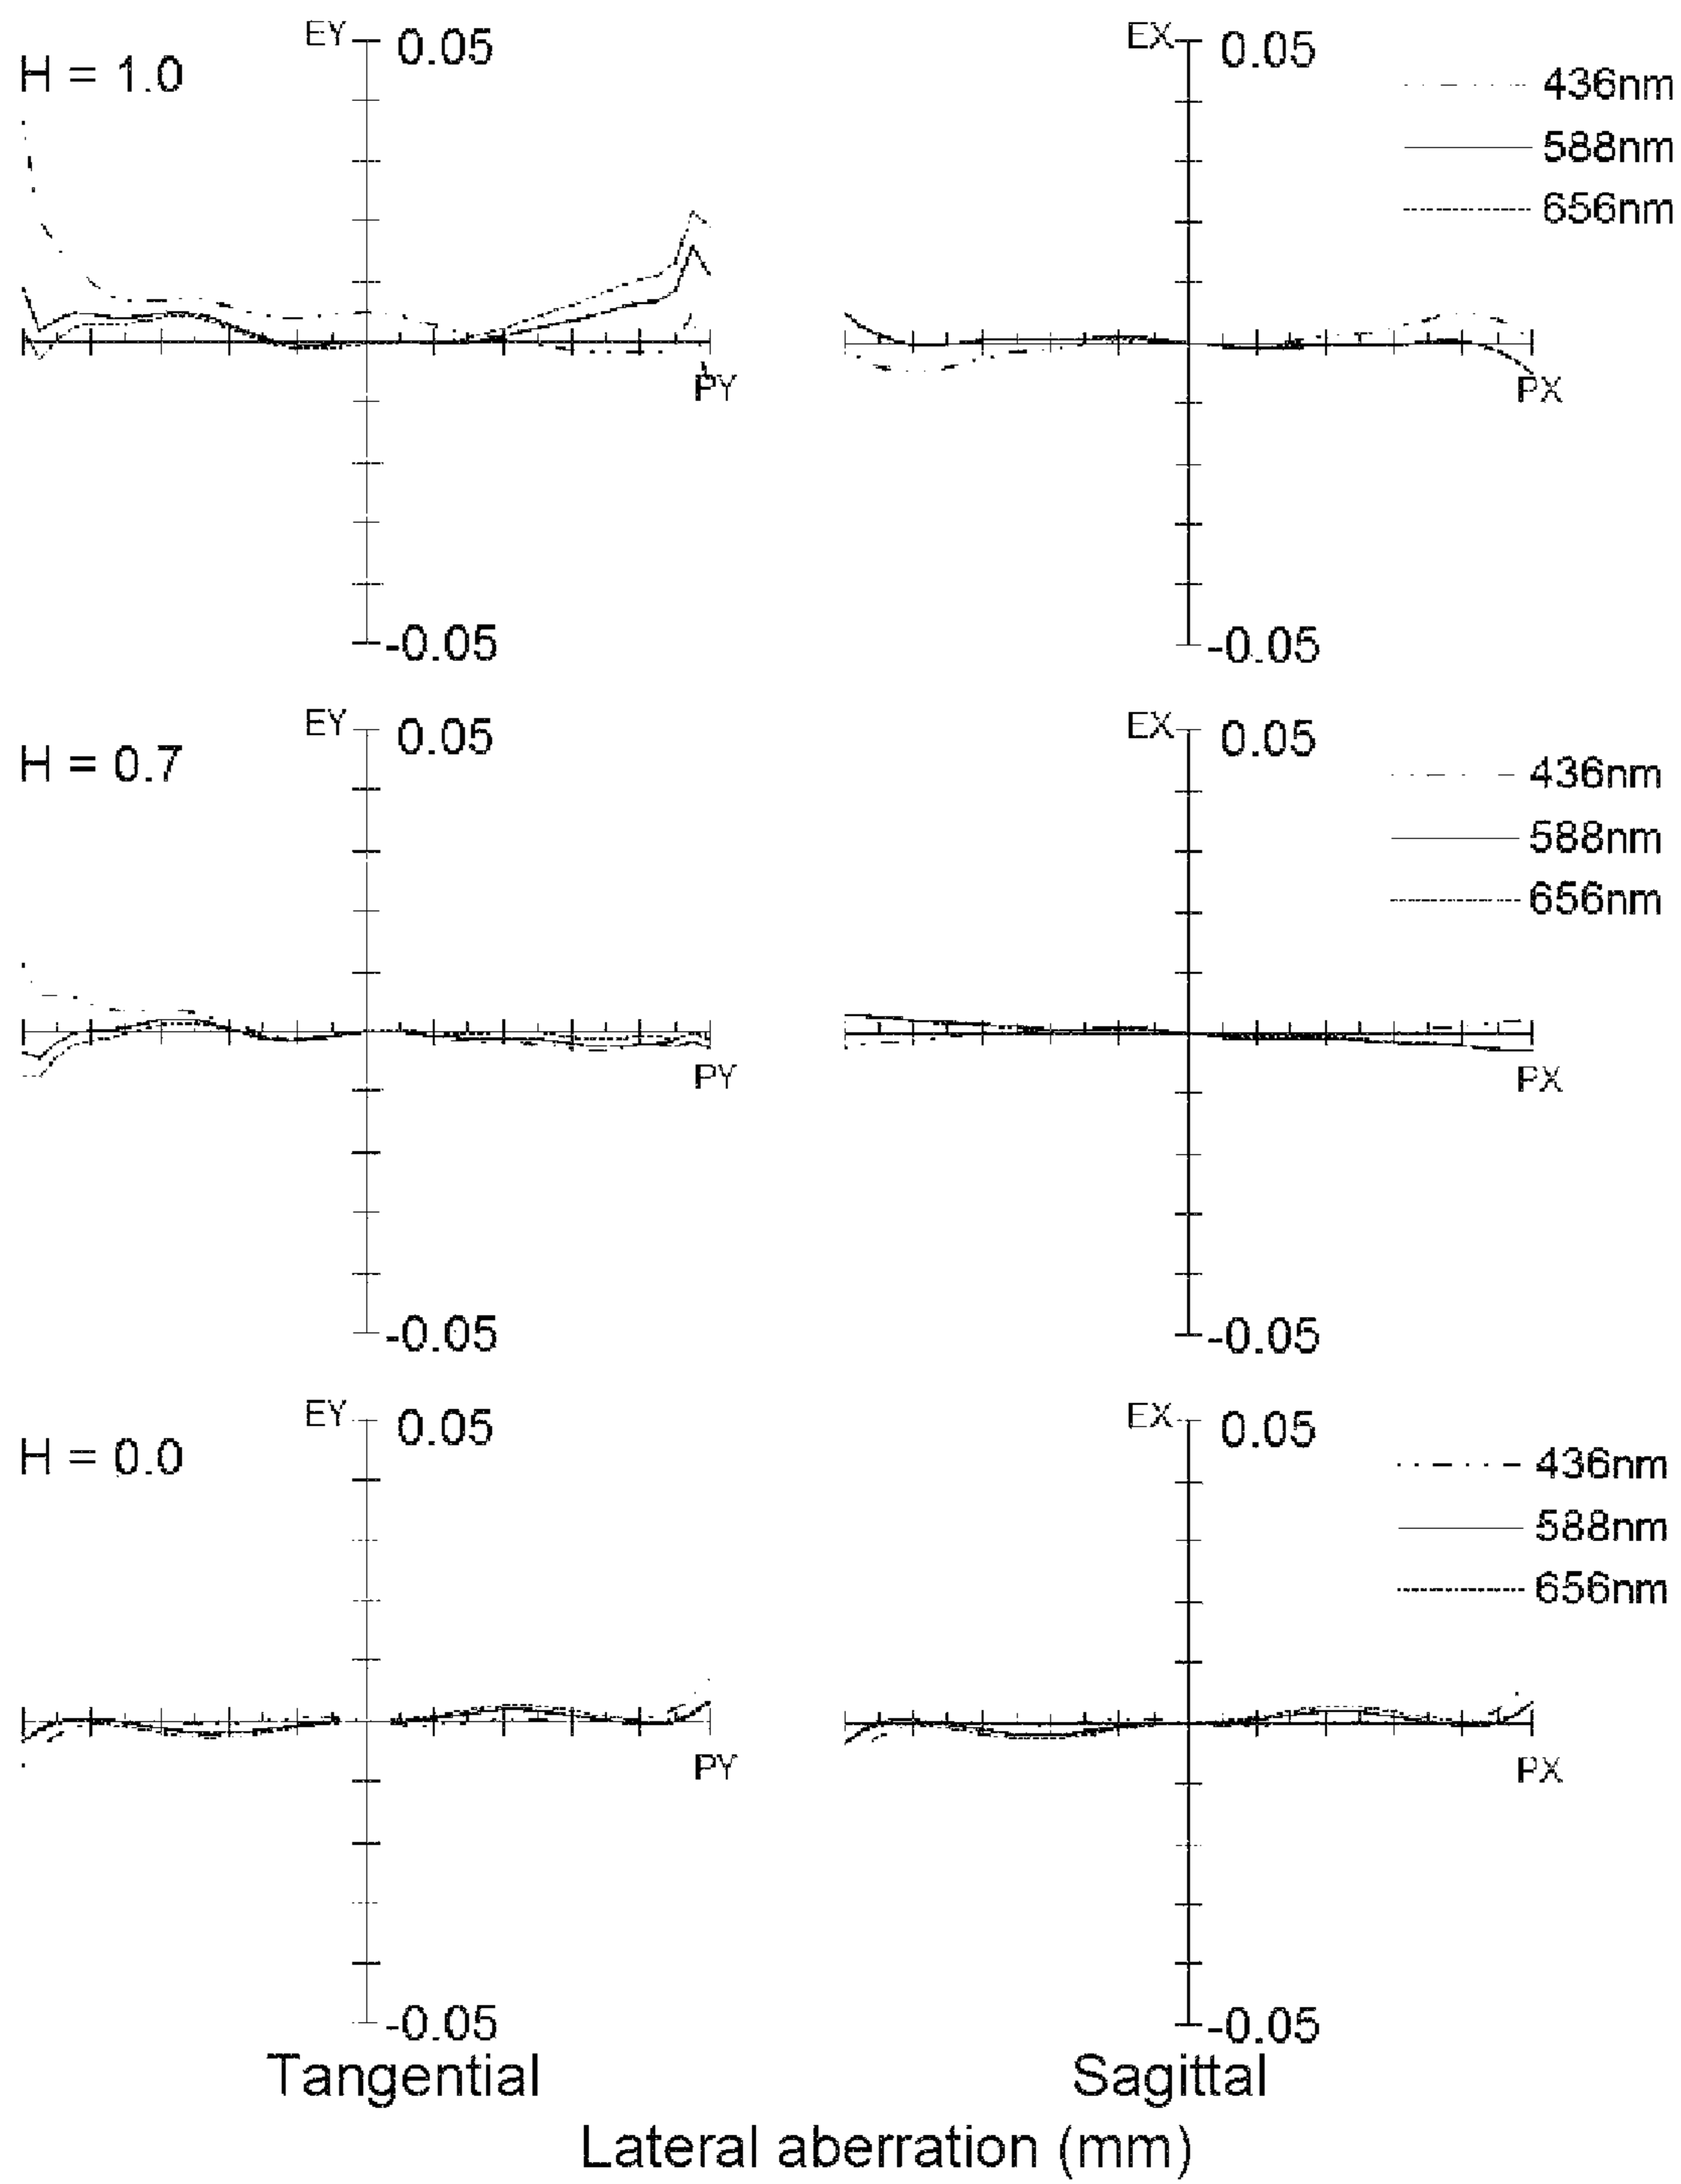 EY 0.05 EX 0.05
H = 1.0
436nm
588nm
656nm
PY PX
-0.05 -0.05
EY 0.05 EX 0.05
H = 0.7
436nm
588nm
656nm
PY PX
-0.05 -0.05
EY 0.05 EX 0.05
H = 0.0
436nm
588nm
656nm
PY PX
-0.05 -0.05
Tangential Sagittal
Lateral aberration (mm)